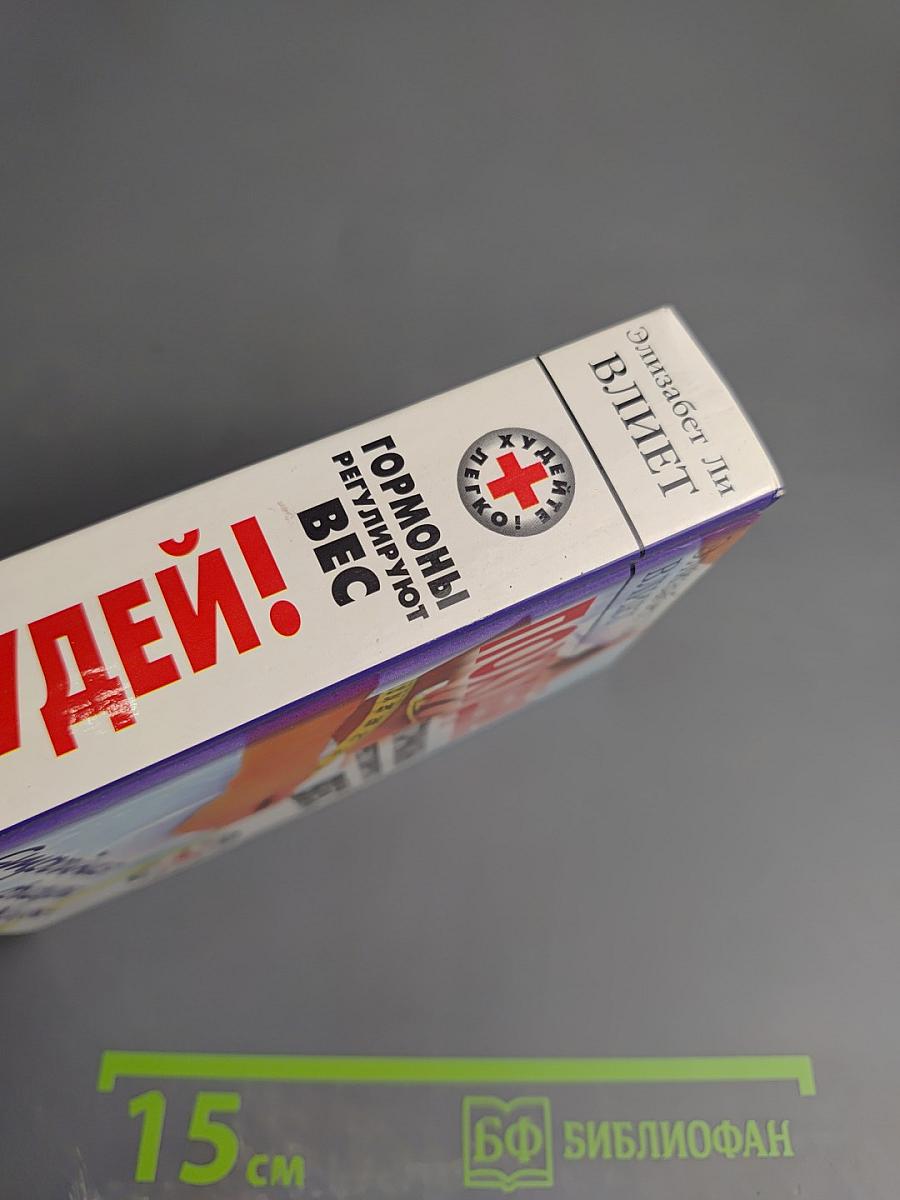 Элизабет Ли
ВЛИЕТ
ХУДЕЙТЕ
ЛЕГКО!
ГОРМОНЫ
РЕГУЛИРУЮТ
ВЕС
УДЕЙ!
15 см
БФ БИБЛИОФАН